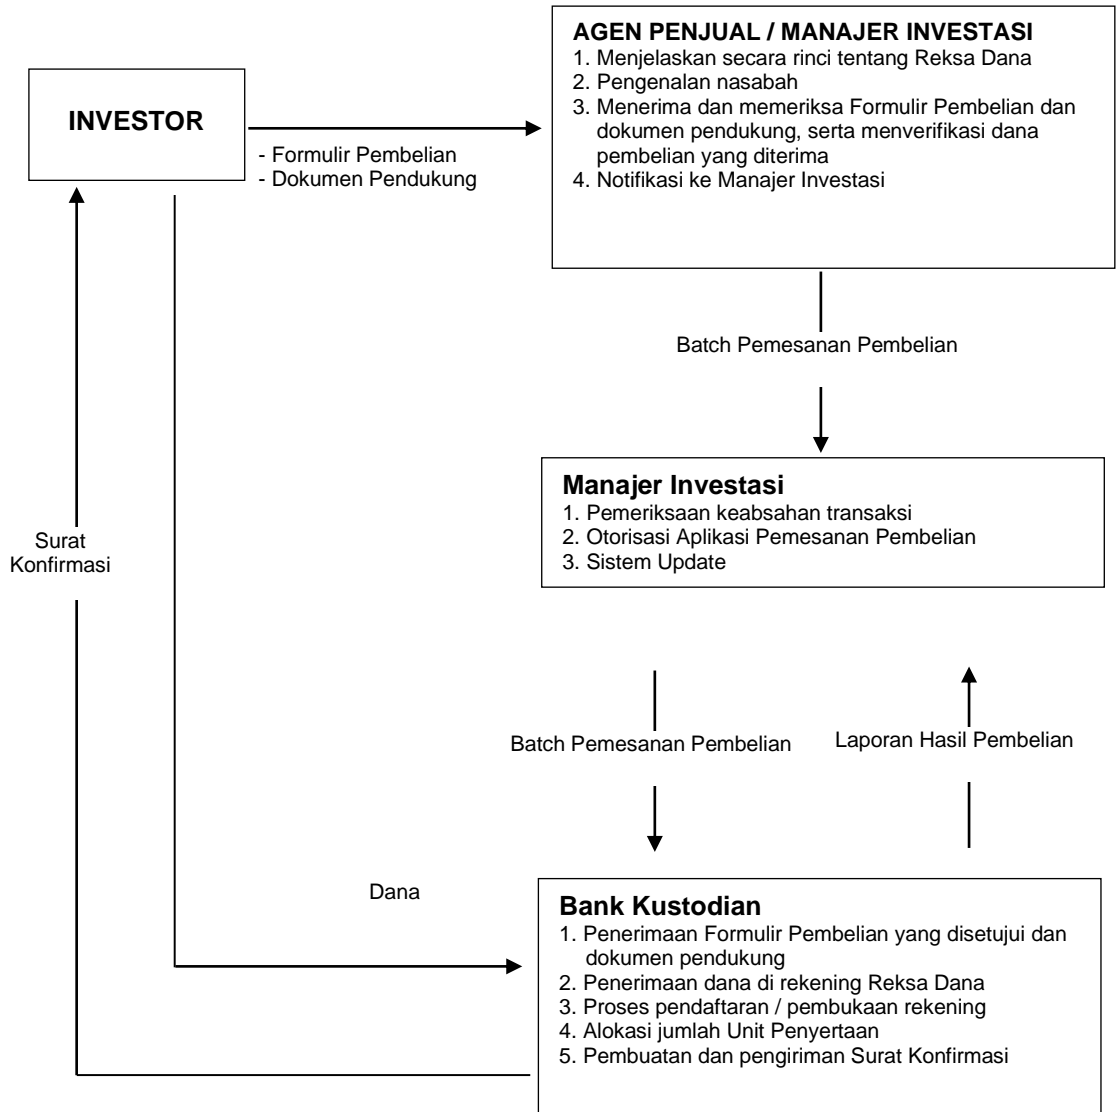 AGEN PENJUAL / MANAJER INVESTASI
1. Menjelaskan secara rinci tentang Reksa Dana
2. Pengenalan nasabah
3. Menerima dan memeriksa Formulir Pembelian dan
dokumen pendukung, serta menverifikasi dana
pembelian yang diterima
4. Notifikasi ke Manajer Investasi
INVESTOR
- Formulir Pembelian
- Dokumen Pendukung
Batch Pemesanan Pembelian
Manajer Investasi
1. Pemeriksaan keabsahan transaksi
2. Otorisasi Aplikasi Pemesanan Pembelian
3. Sistem Update
Surat
Konfirmasi
Batch Pemesanan Pembelian
Laporan Hasil Pembelian
Dana
Bank Kustodian
1. Penerimaan Formulir Pembelian yang disetujui dan
dokumen pendukung
2. Penerimaan dana di rekening Reksa Dana
3. Proses pendaftaran / pembukaan rekening
4. Alokasi jumlah Unit Penyertaan
5. Pembuatan dan pengiriman Surat Konfirmasi